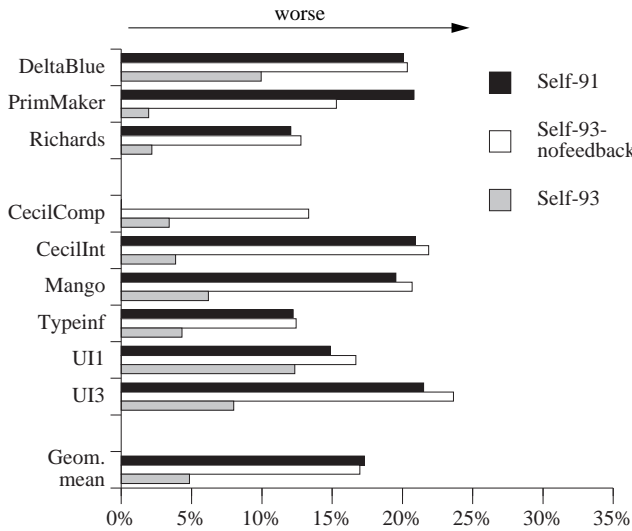 worse
DeltaBlue
PrimMaker
Richards
CecilComp
CecilInt
Mango
Typeinf
UI1
UI3
Geom.
mean
0% 5% 10% 15% 20% 25% 30% 35%
Self-91
Self-93-
nofeedback
Self-93